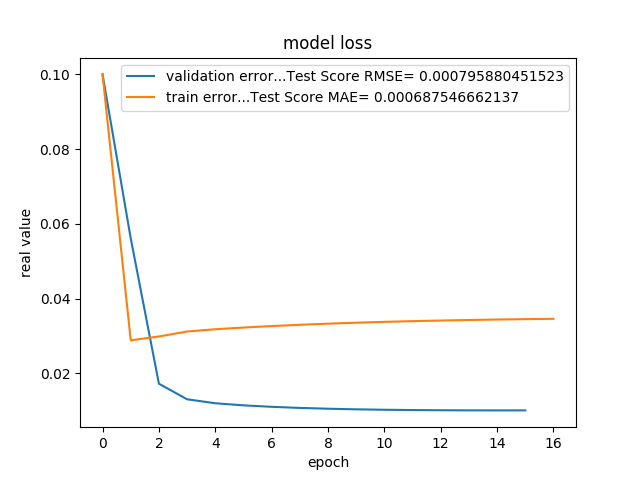 model loss
validation error...Test Score RMSE= 0.000795880451523
train error...Test Score MAE= 0.000687546662137
0.10
0.08
0.06
0.04
0.02
real value
0 2 4 6 8 10 12 14 16
epoch